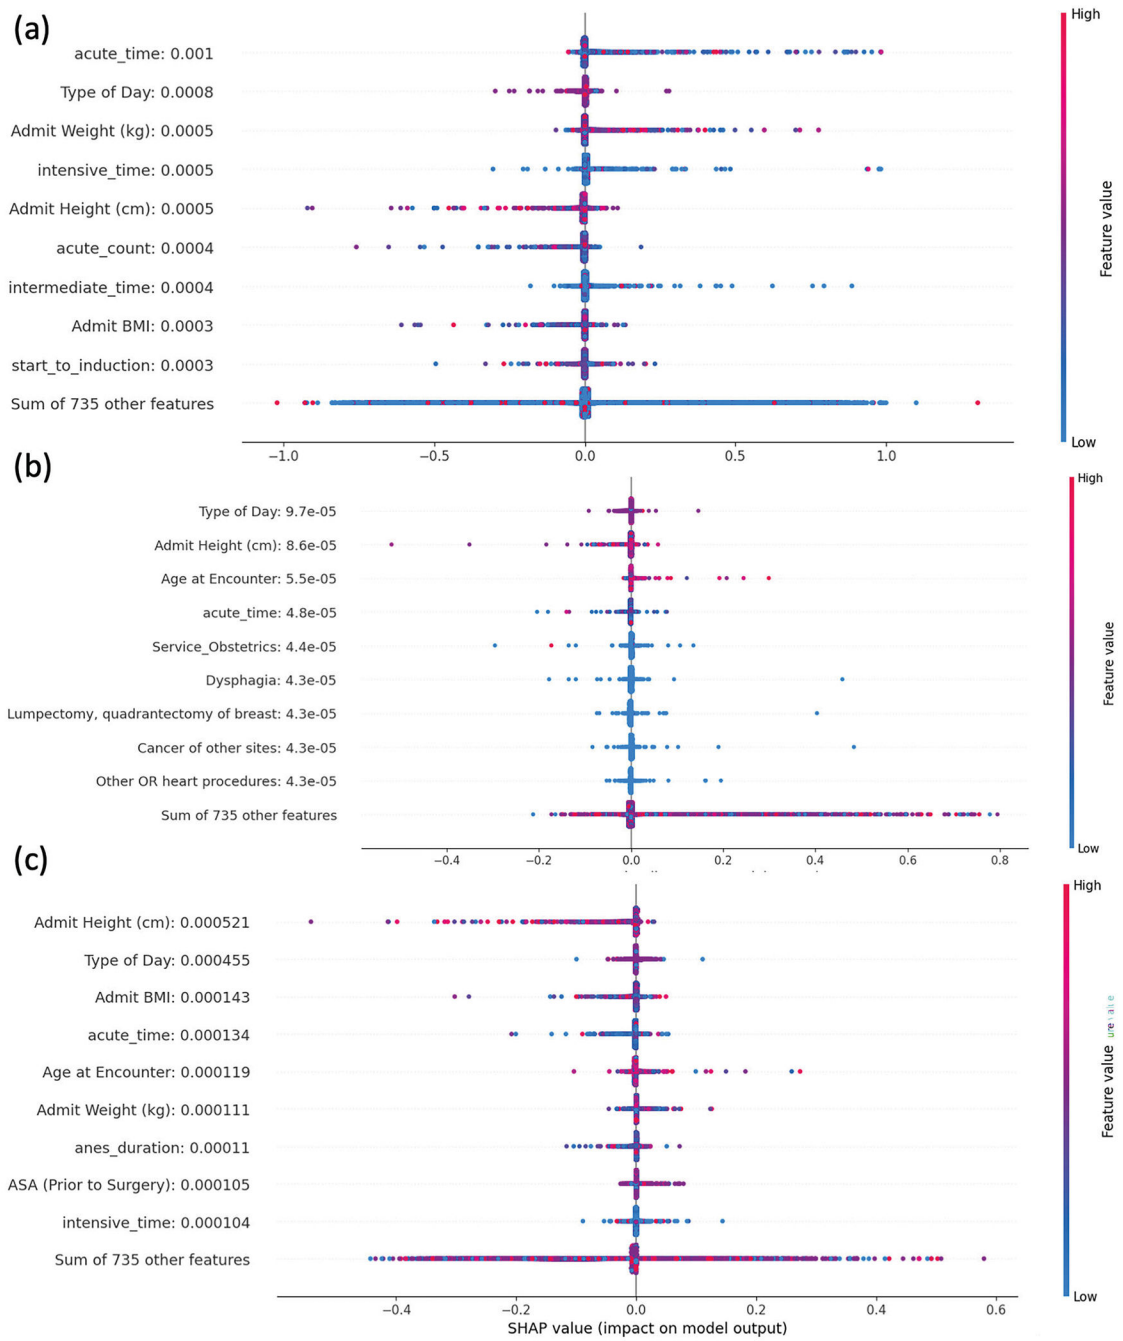 (a)
High
acute_time: 0.001
Type of Day: 0.0008
Admit Weight (kg): 0.0005
intensive_time: 0.0005
Admit Height (cm): 0.0005
acute_count: 0.0004
intermediate_time: 0.0004
Admit BMI: 0.0003
start_to_induction: 0.0003
Sum of 735 other features
Feature value
Low
−1.0 −0.5 0.0 0.5 1.0
(b)
High
Type of Day: 9.7e-05
Admit Height (cm): 8.6e-05
Age at Encounter: 5.5e-05
acute_time: 4.8e-05
Service_Obstetrics: 4.4e-05
Dysphagia: 4.3e-05
Lumpectomy, quadrantectomy of breast: 4.3e-05
Cancer of other sites: 4.3e-05
Other OR heart procedures: 4.3e-05
Sum of 735 other features
Feature value
Low
−0.4 −0.2 0.0 0.2 0.4 0.6 0.8
(c)
High
Admit Height (cm): 0.000521
Type of Day: 0.000455
Admit BMI: 0.000143
acute_time: 0.000134
Age at Encounter: 0.000119
Admit Weight (kg): 0.000111
anes_duration: 0.00011
ASA (Prior to Surgery): 0.000105
intensive_time: 0.000104
Sum of 735 other features
Feature value
Low
−0.4 −0.2 0.0 0.2 0.4 0.6
SHAP value (impact on model output)